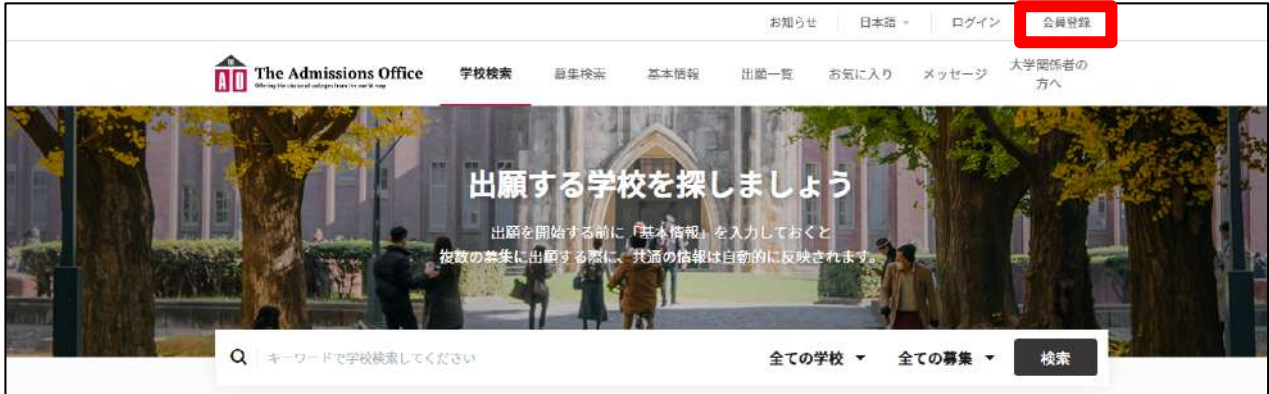 お知らせ 日本語 ログイン 会員登録
The Admissions Office 学校検索 募集検索 基本情報 出願一覧 お気に入り メッセージ 大学関係者の
方へ
出願する学校を探しましょう
出願を開始する前に「基本情報」を入力しておくと
複数の募集に出願する際に、共通の情報は自動的に反映されます。
キーワードで学校検索してください 全ての学校 全ての募集 検索